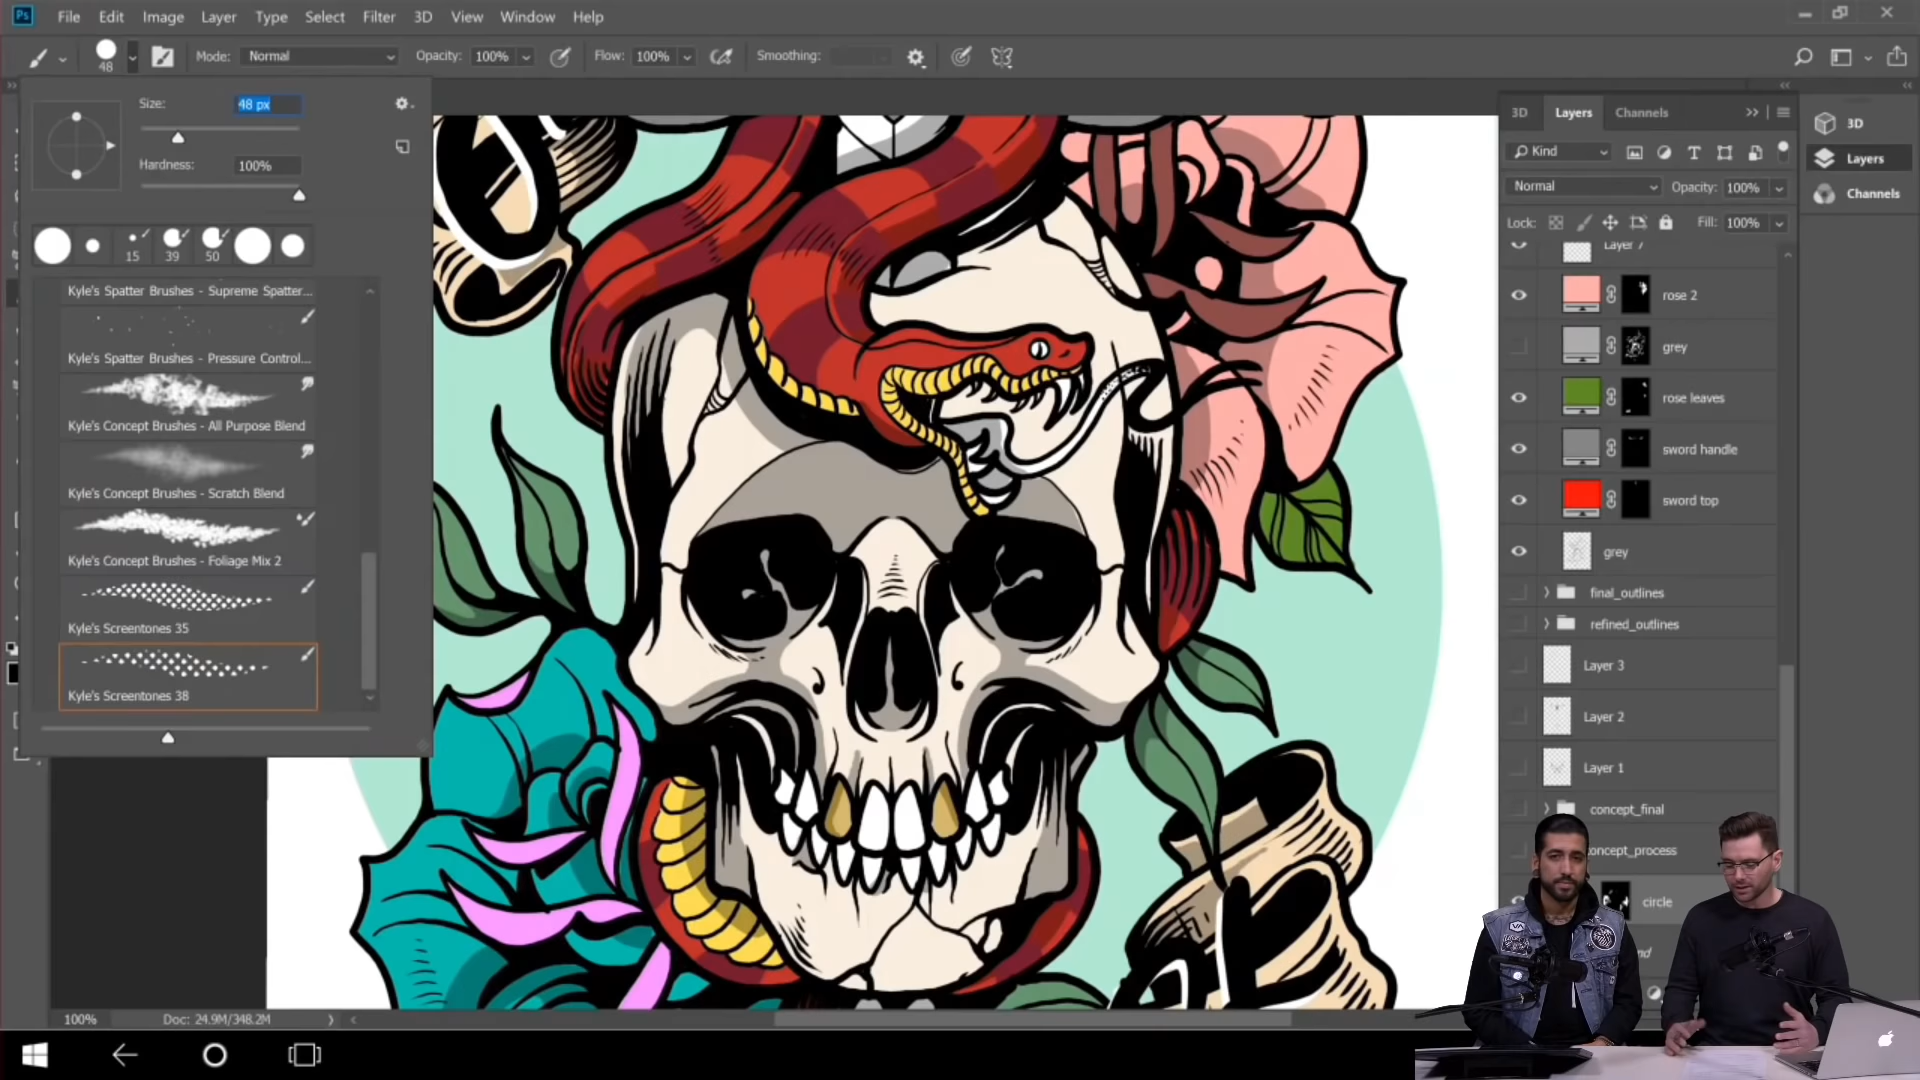 Ps File Edit Image Layer Type Select Filter 3D View Window Help
48 Mode: Normal Opacity: 100% Flow: 100% Smoothing:
Size: 48 px
Hardness: 100%
15 39 50
Kyle's Spatter Brushes - Supreme Spatter...
Kyle's Spatter Brushes - Pressure Control...
Kyle's Concept Brushes - All Purpose Blend
Kyle's Concept Brushes - Scratch Blend
Kyle's Concept Brushes - Foliage Mix 2
Kyle's Screentones 35
Kyle's Screentones 38
3D Layers Channels
Kind
Normal Opacity: 100%
Lock: Fill: 100%
Layer 7
rose 2
grey
rose leaves
sword handle
sword top
grey
final_outlines
refined_outlines
Layer 3
Layer 2
Layer 1
concept_final
oncept_process
circle
3D
Layers
Channels
100% Doc: 24.9M/348.2M